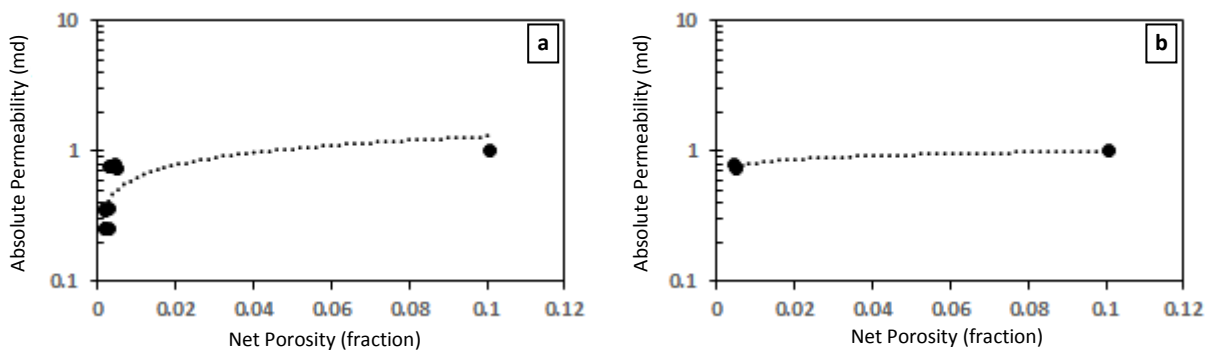 Absolute Permeability (md)
10
1
0.1
a
0 0.02 0.04 0.06 0.08 0.1 0.12
Net Porosity (fraction)
Absolute Permeability (md)
10
1
0.1
b
0 0.02 0.04 0.06 0.08 0.1 0.12
Net Porosity (fraction)